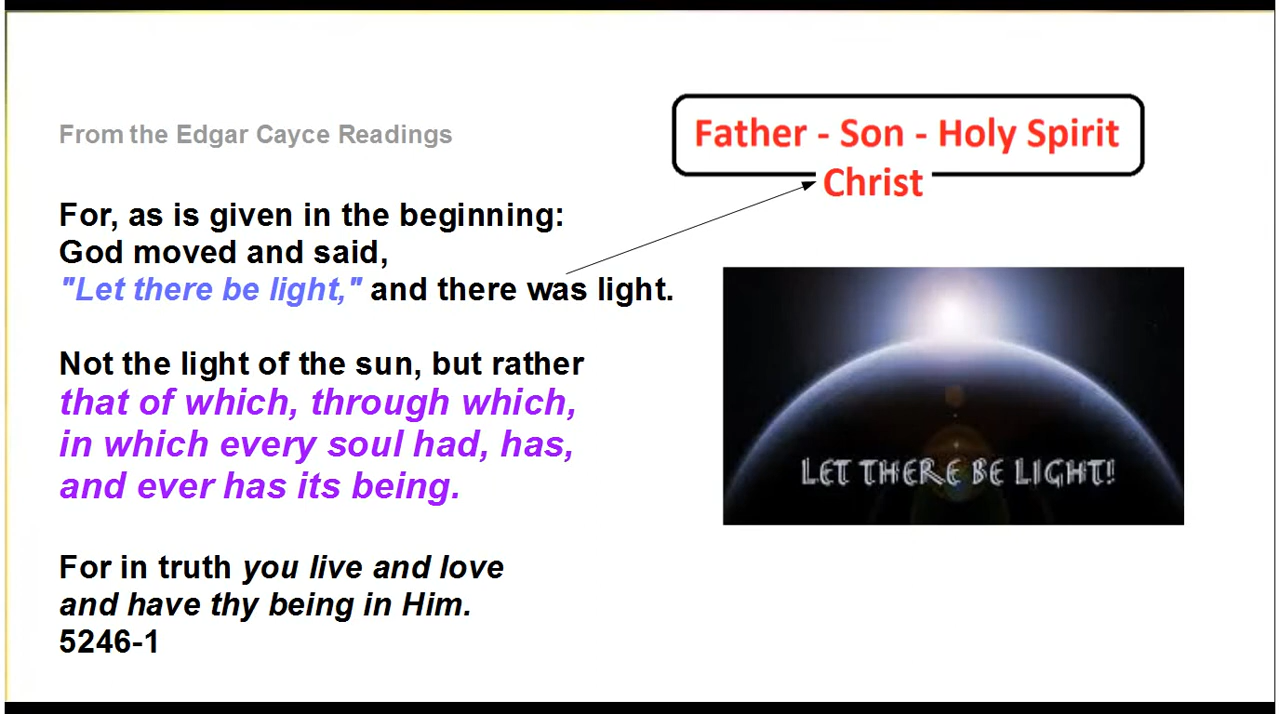 From the Edgar Cayce Readings
For, as is given in the beginning:
God moved and said,
"Let there be light," and there was light.
Not the light of the sun, but rather
that of which, through which,
in which every soul had, has,
and ever has its being.
For in truth you live and love
and have thy being in Him.
5246-1
Father - Son - Holy Spirit
Christ
LET THERE BE LIGHT!